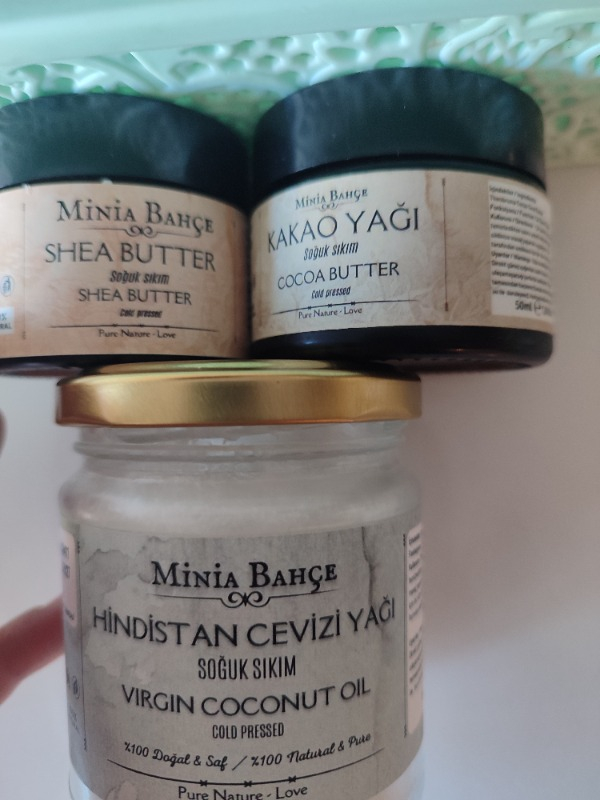 Minia Bahçe
SHEA BUTTER
Soğuk sıkım
SHEA BUTTER
Cold pressed
Pure Nature - Love
Minia Bahçe
KAKAO YAĞI
Soğuk sıkım
COCOA BUTTER
Cold pressed
Pure Nature - Love
50ml
Minia Bahçe
HİNDİSTAN CEVİZİ YAĞI
SOĞUK SIKIM
VIRGIN COCONUT OIL
COLD PRESSED
%100 Doğal & Saf / %100 Natural & Pure
Pure Nature - Love